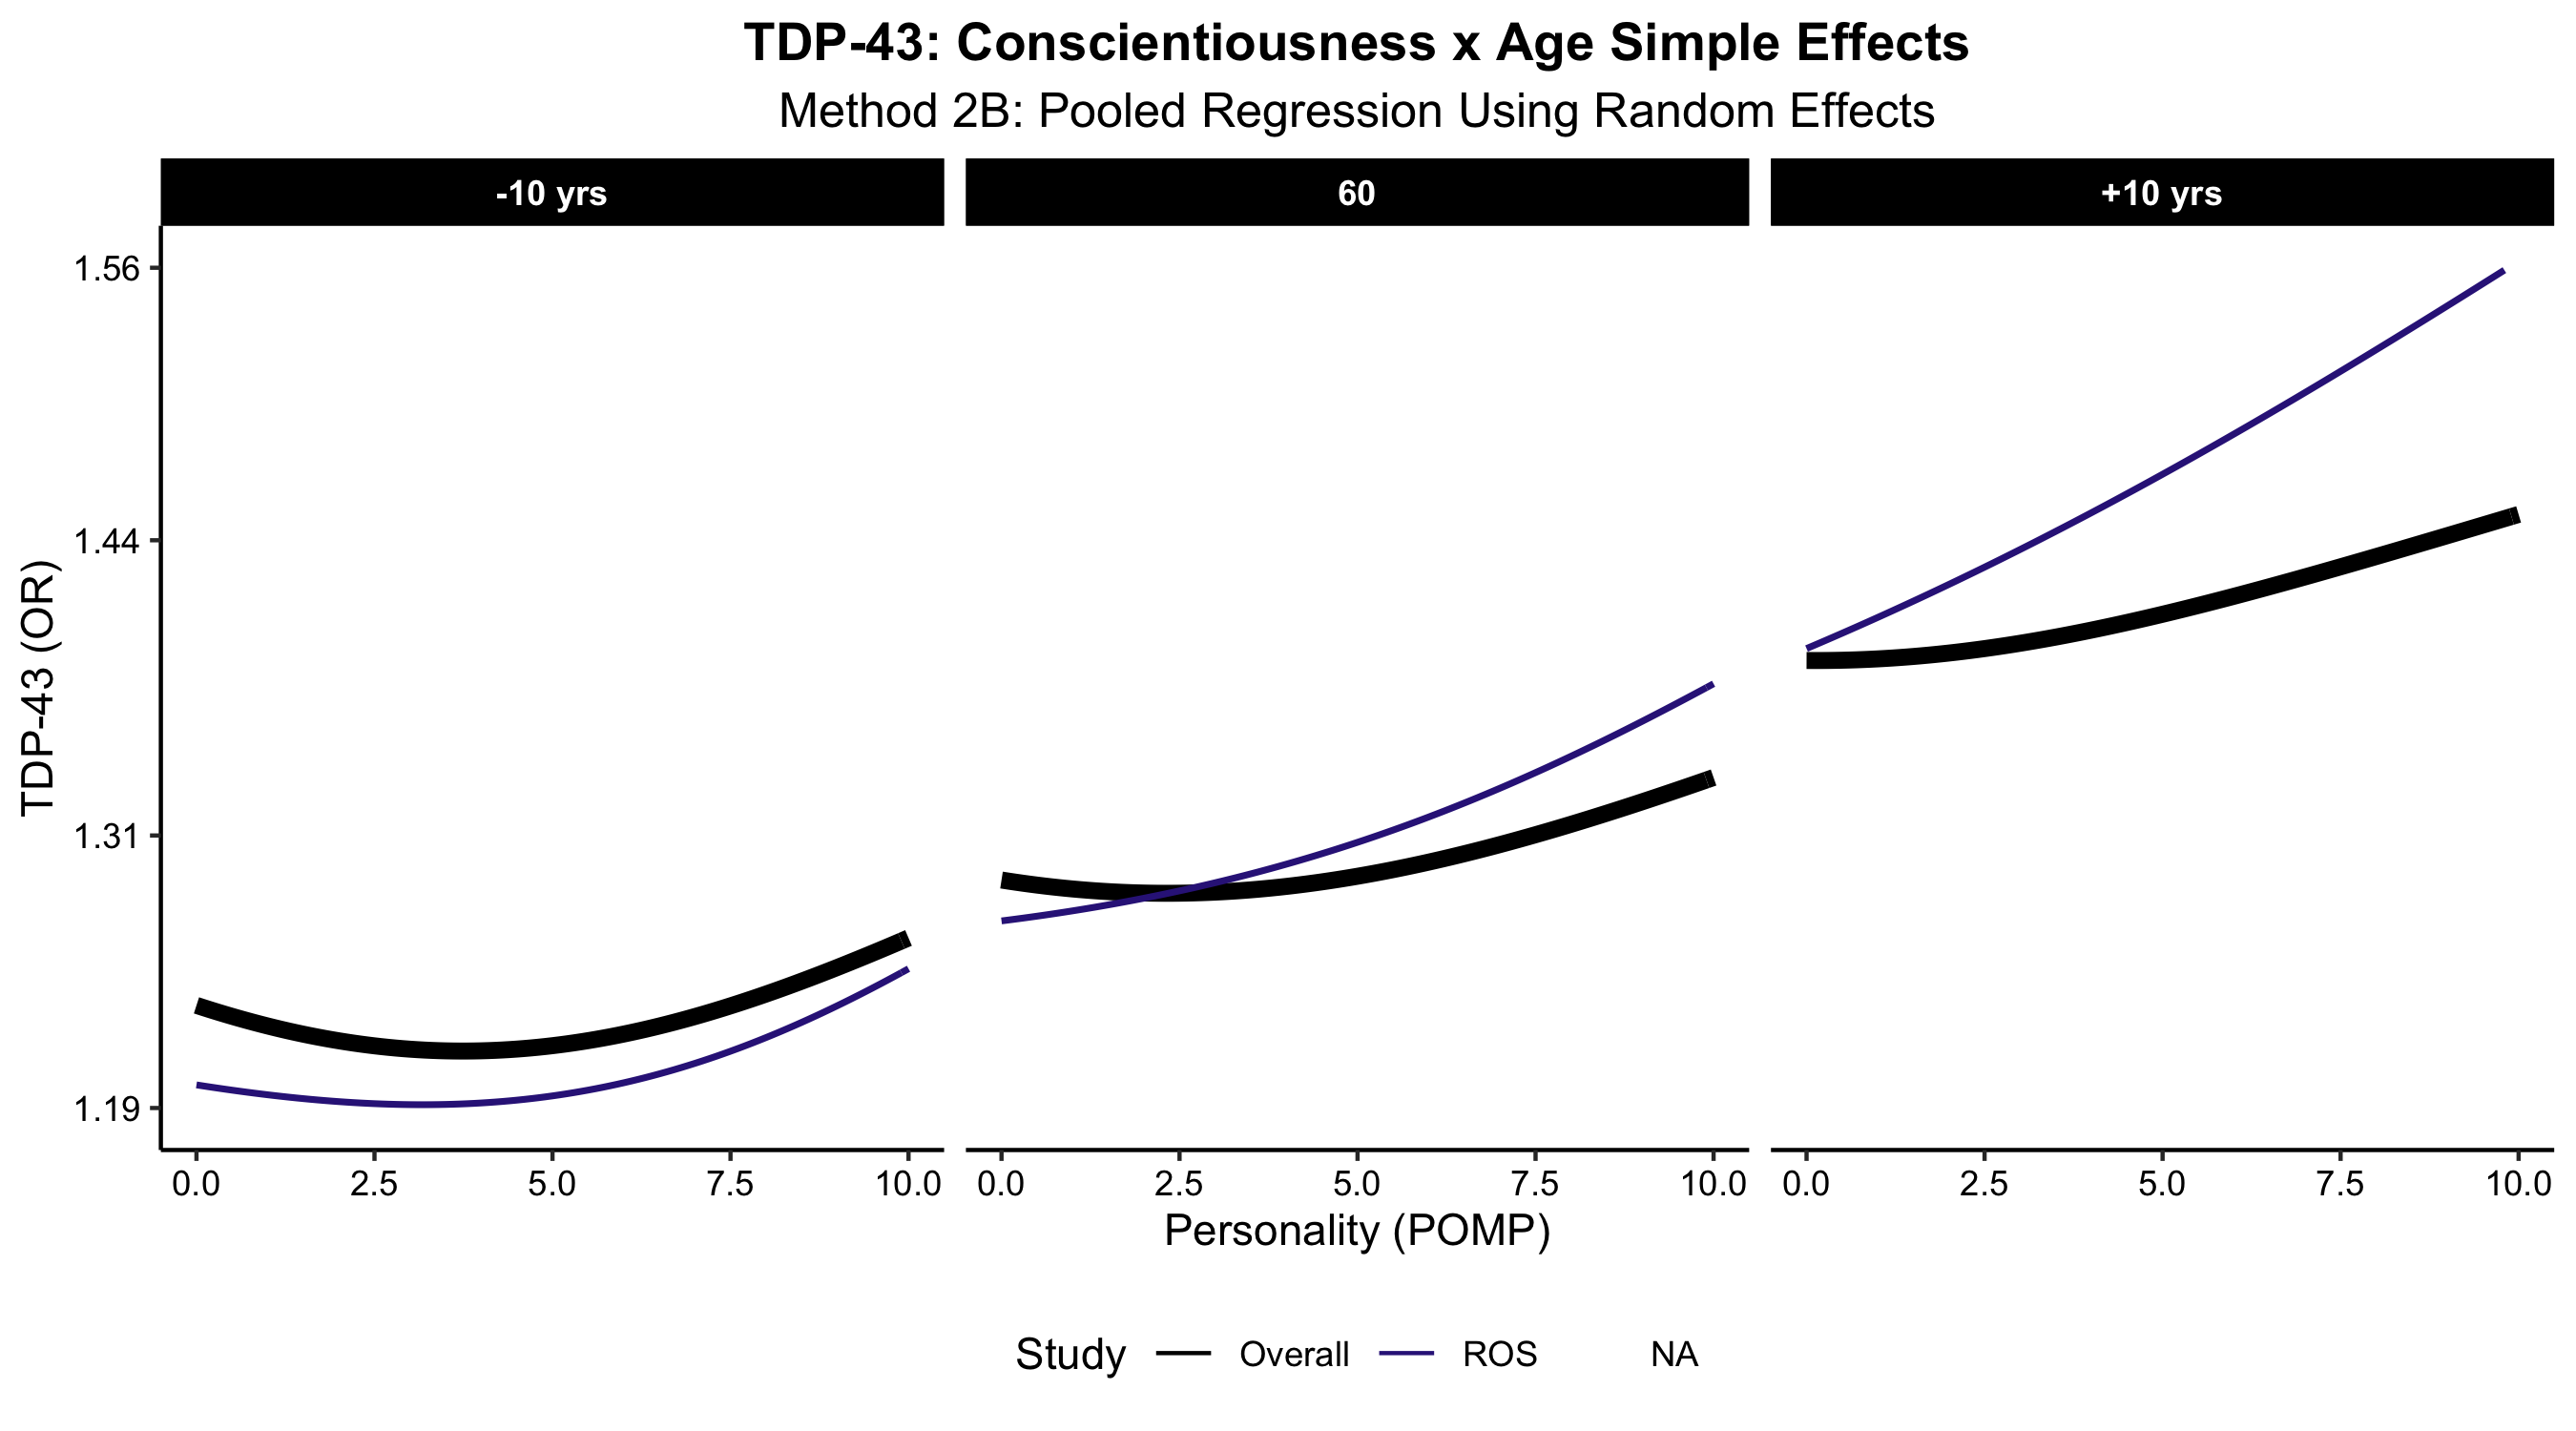 TDP-43: Conscientiousness x Age Simple Effects
Method 2B: Pooled Regression Using Random Effects
-10 yrs 60 +10 yrs
1.56
1.44
1.31
1.19
TDP-43 (OR)
0.0 2.5 5.0 7.5 10.0 0.0 2.5 5.0 7.5 10.0 0.0 2.5 5.0 7.5 10.0
Personality (POMP)
Study Overall ROS NA